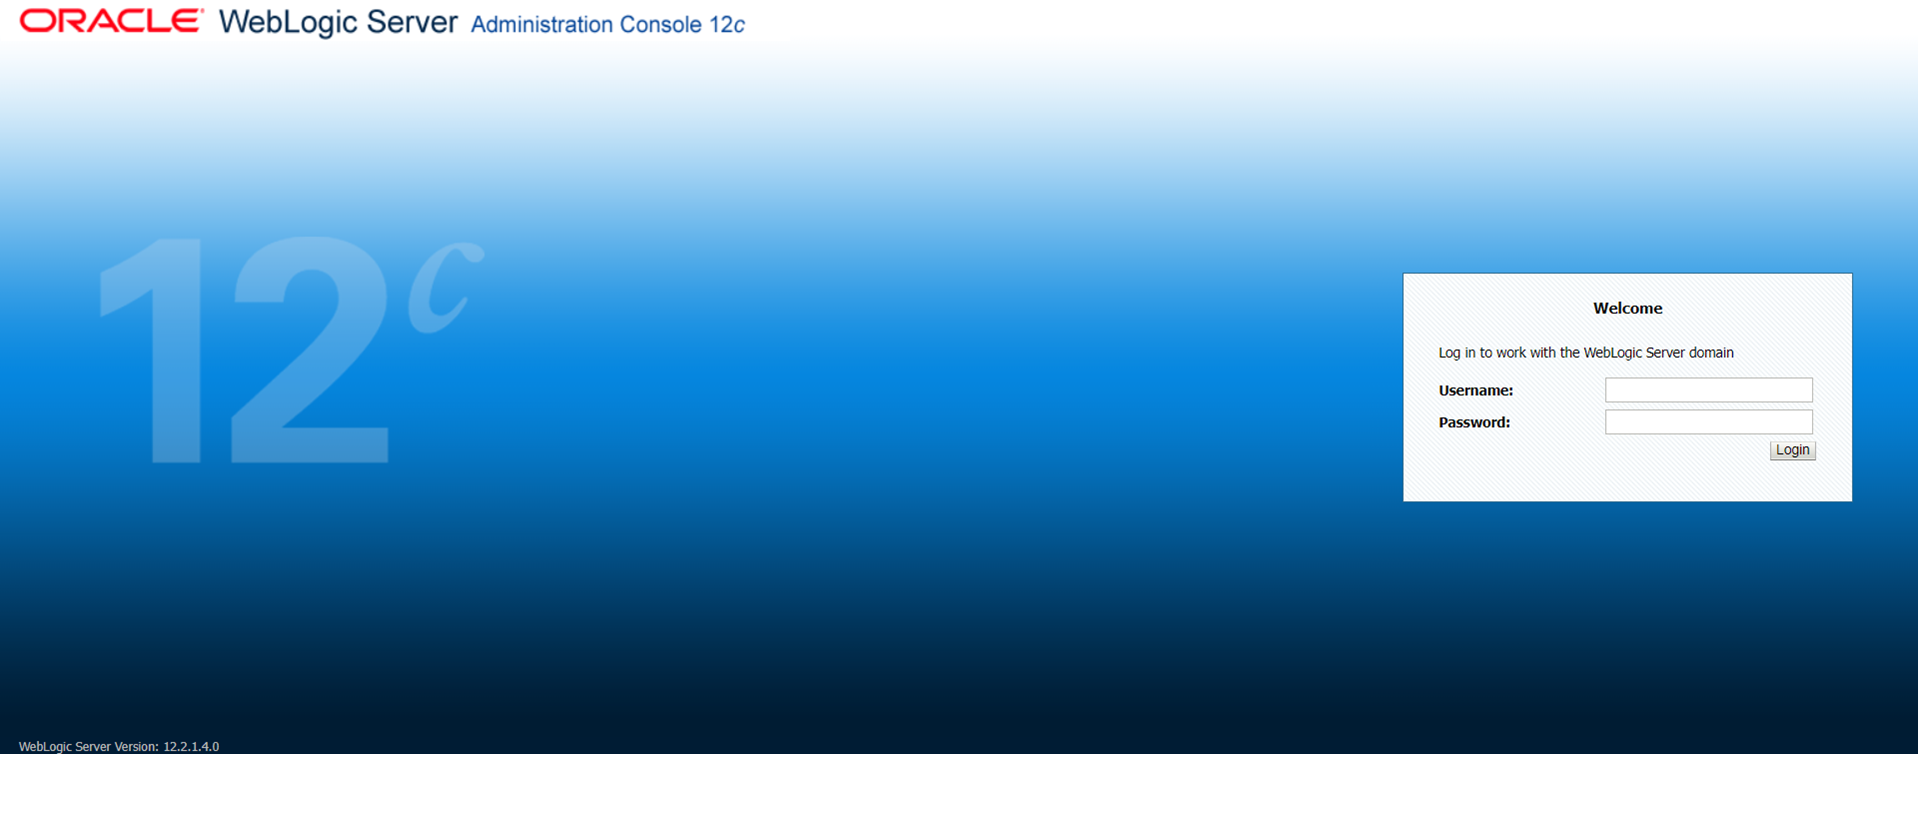 ORACLE WebLogic Server Administration Console 12c
12c
Welcome
Log in to work with the WebLogic Server domain
Username:
Password:
Login
WebLogic Server Version: 12.2.1.4.0